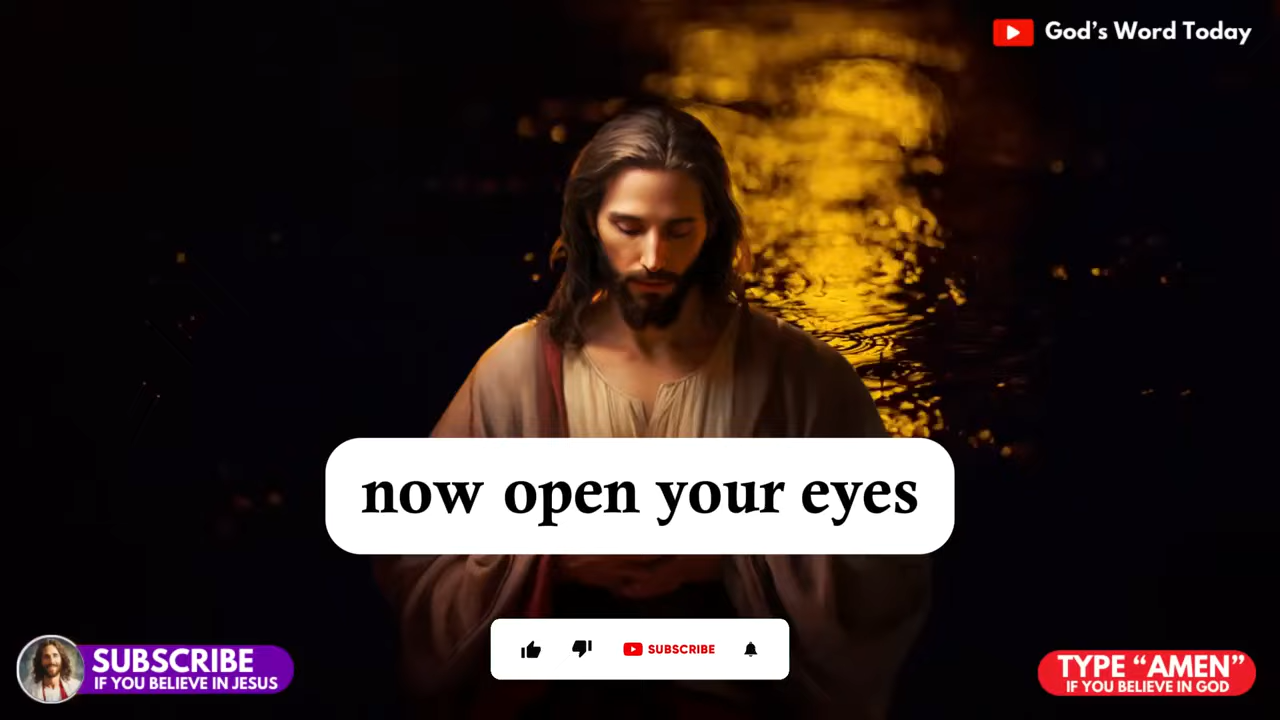 God's Word Today
now open your eyes
SUBSCRIBE
SUBSCRIBE
IF YOU BELIEVE IN JESUS
TYPE “AMEN”
IF YOU BELIEVE IN GOD